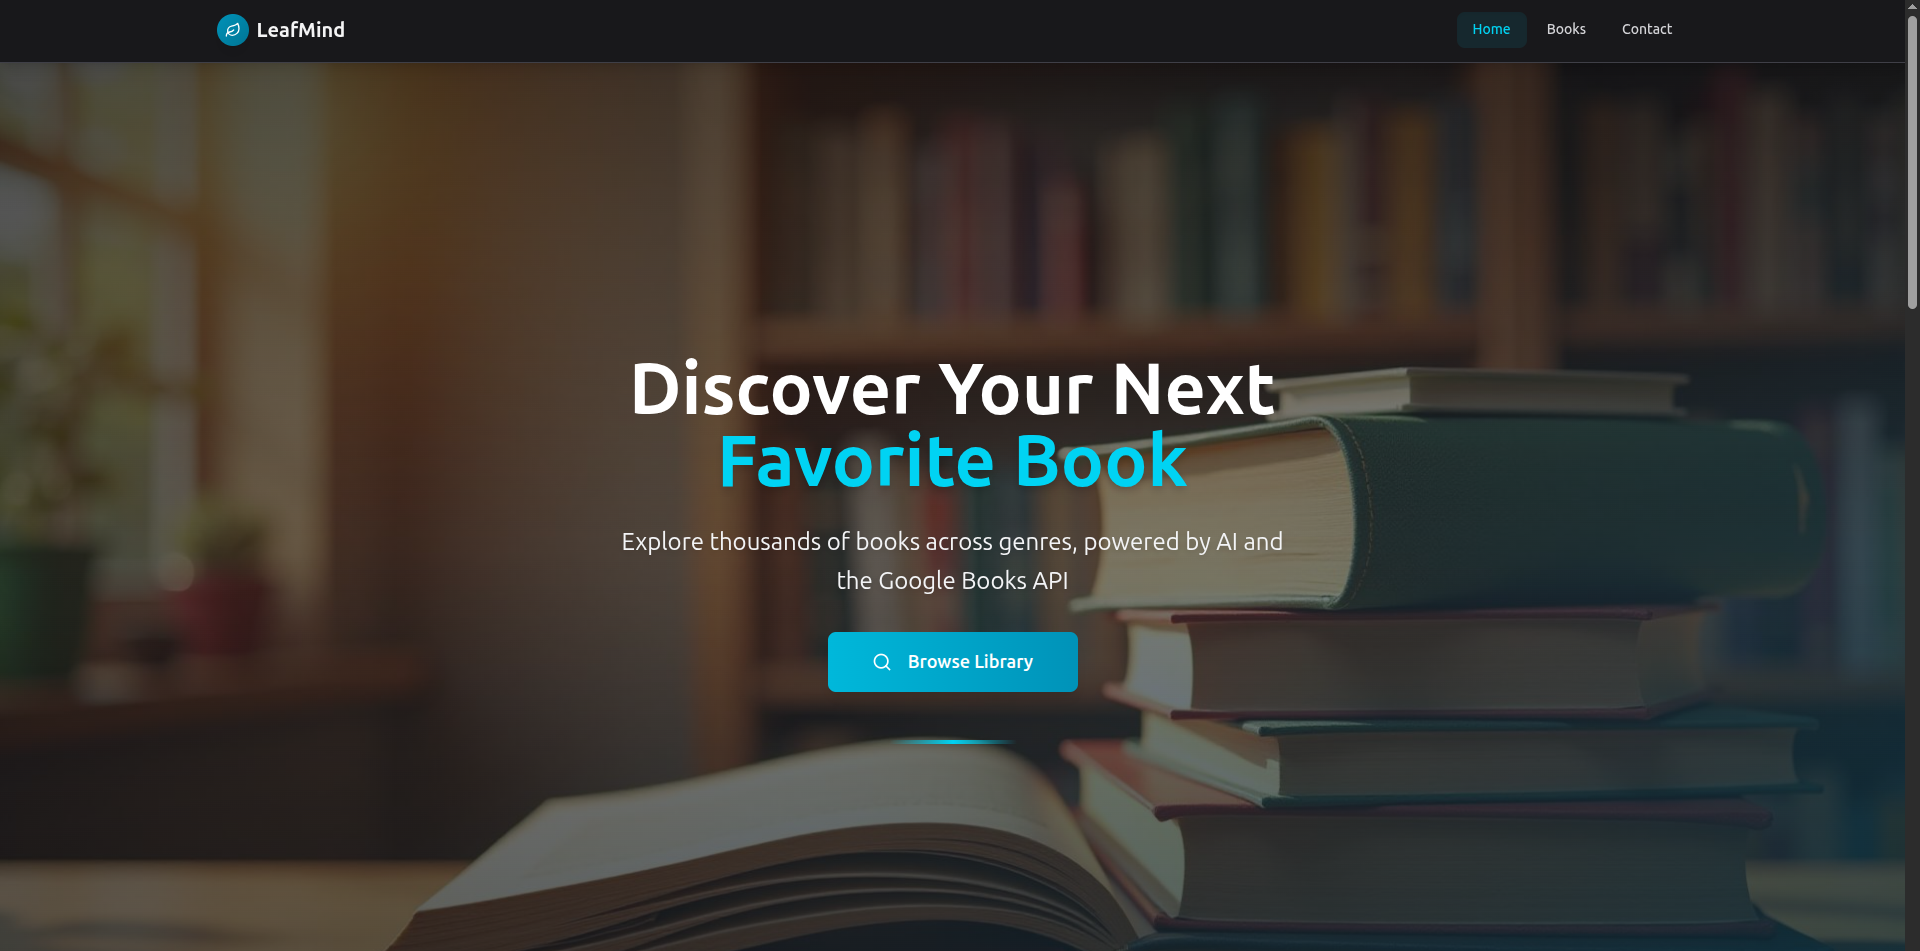 LeafMind
Home
Books
Contact
Discover Your Next
Favorite Book
Explore thousands of books across genres, powered by AI and
the Google Books API
Browse Library